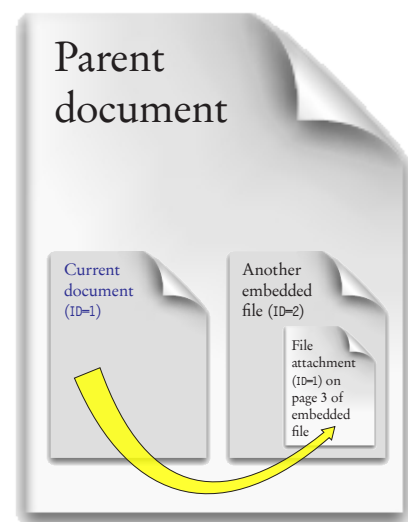 Parent
document
Current
document
(ID=1)
Another
embedded
file (ID=2)
File
attachment
(ID=1) on
page 3 of
embedded
file